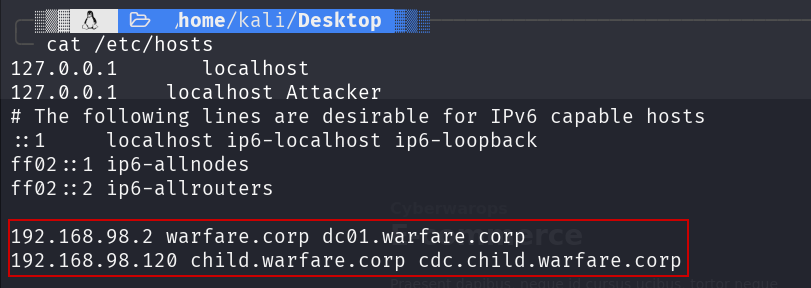 /home/kali/Desktop
cat /etc/hosts
127.0.0.1 localhost
127.0.0.1 localhost Attacker
# The following lines are desirable for IPv6 capable hosts
::1 localhost ip6-localhost ip6-loopback
ff02::1 ip6-allnodes
ff02::2 ip6-allrouters
Cyberwarops
192.168.98.2 warfare.corp dc01.warfare.corp
192.168.98.120 child.warfare.corp cdc.child.warfare.corp